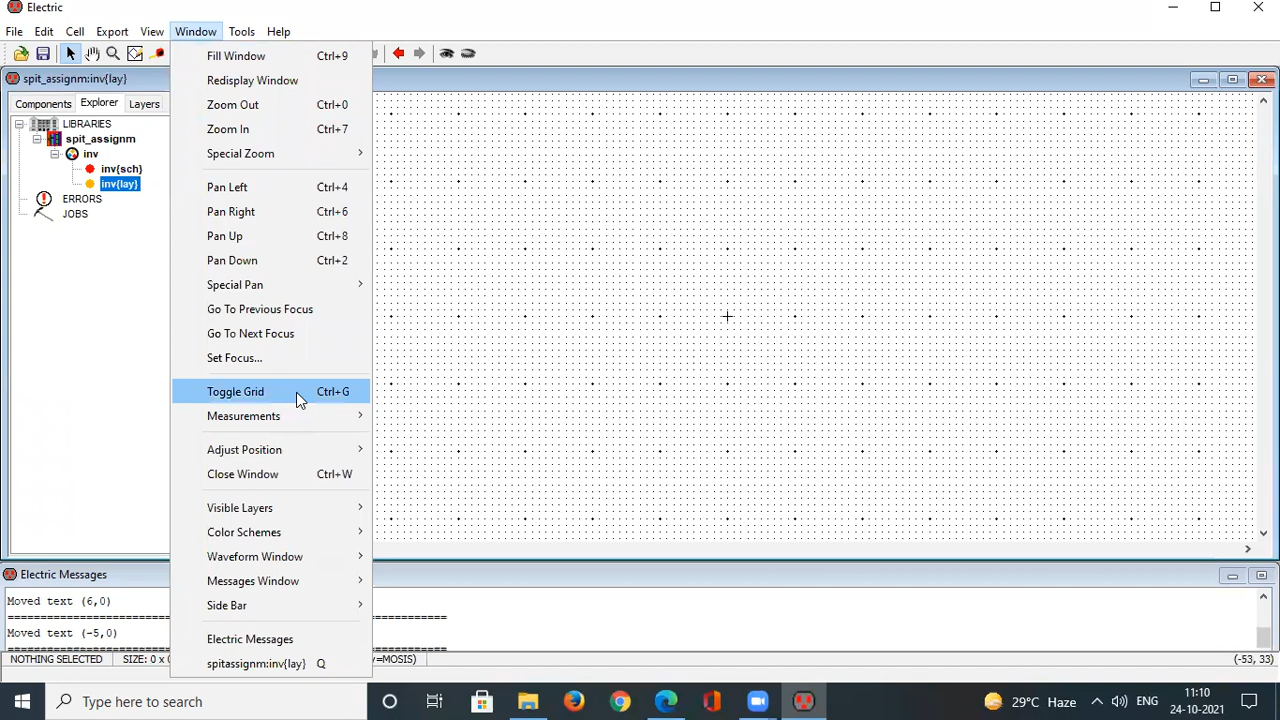 Electric
File Edit Cell Export View Window Tools Help
spit_assignm:inv{lay}
Components Explorer Layers
LIBRARIES
spit_assignm
inv
inv{sch}
inv{lay}
ERRORS
JOBS
Fill Window Ctrl+9
Redisplay Window
Zoom Out Ctrl+0
Zoom In Ctrl+7
Special Zoom
Pan Left Ctrl+4
Pan Right Ctrl+6
Pan Up Ctrl+8
Pan Down Ctrl+2
Special Pan
Go To Previous Focus
Go To Next Focus
Set Focus...
Toggle Grid Ctrl+G
Measurements
Adjust Position
Close Window Ctrl+W
Visible Layers
Color Schemes
Waveform Window
Messages Window
Side Bar
Electric Messages
spitassignm:inv{lay} Q
Electric Messages
Moved text (6,0)
Moved text (-5,0)
NOTHING SELECTED SIZE: 0 x =MOSIS) (-53, 33)
Type here to search
29°C Haze ENG 11:10
24-10-2021